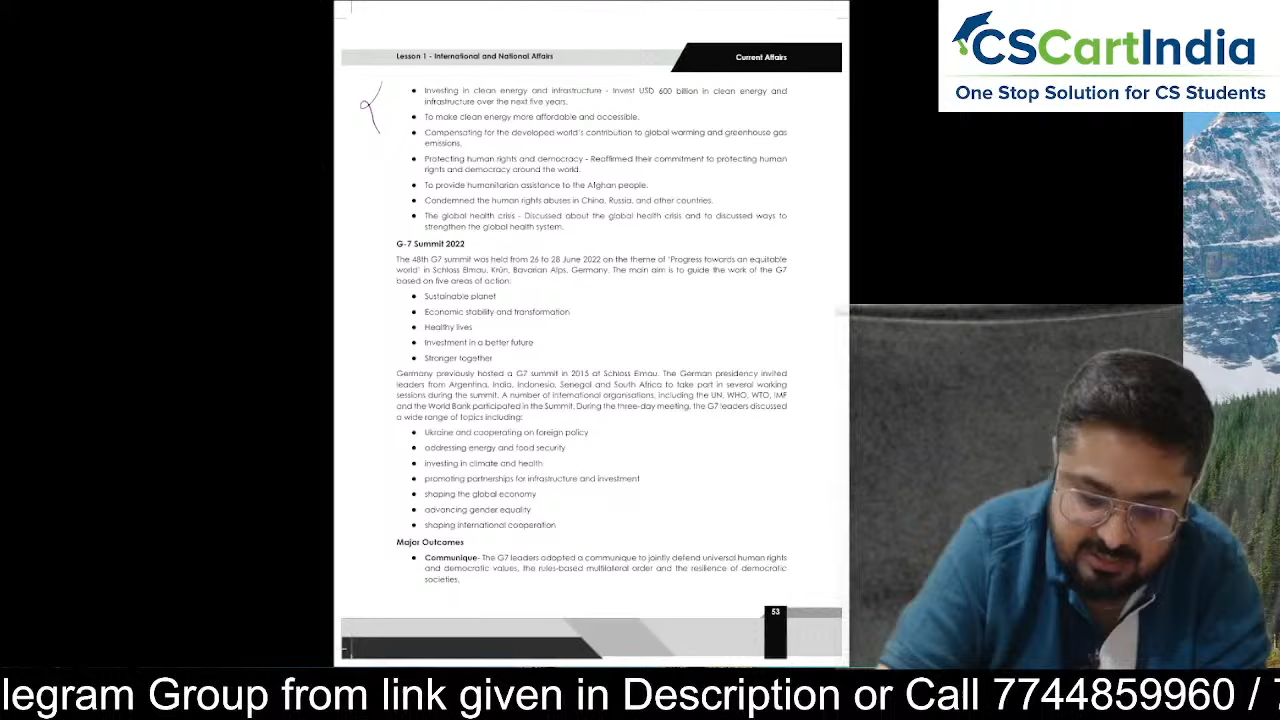 Lesson 1 - International and National Affairs
Current Affairs
CSCartIndia
One Stop Solution for CS Students
● Investing in clean energy and infrastructure - Invest USD 600 billion in clean energy and
infrastructure over the next five years.
● To make clean energy more affordable and accessible.
● Compensating for the developed world's contribution to global warming and greenhouse gas
emissions.
● Protecting human rights and democracy - Reaffirmed their commitment to protecting human
rights and democracy around the world.
● To provide humanitarian assistance to the Afghan people.
● Condemned the human rights abuses in China, Russia, and other countries.
● The global health crisis - Discussed about the global health crisis and to discussed ways to
strengthen the global health system.
G-7 Summit 2022
The 48th G7 summit was held from 26 to 28 June 2022 on the theme of 'Progress towards an equitable
world' in Schloss Elmau, Krün, Bavarian Alps, Germany. The main aim is to guide the work of the G7
based on five areas of action:
● Sustainable planet
● Economic stability and transformation
● Healthy lives
● Investment in a better future
● Stronger together
Germany previously hosted a G7 summit in 2015 at Schloss Elmau. The German presidency invited
leaders from Argentina, India, Indonesia, Senegal and South Africa to take part in several working
sessions during the summit. A number of international organisations, including the UN, WHO, WTO, IMF
and the World Bank participated in the Summit. During the three-day meeting, the G7 leaders discussed
a wide range of topics including:
● Ukraine and cooperating on foreign policy
● addressing energy and food security
● investing in climate and health
● promoting partnerships for infrastructure and investment
● shaping the global economy
● advancing gender equality
● shaping international cooperation
Major Outcomes
● Communique- The G7 leaders adopted a communique to jointly defend universal human rights
and democratic values, the rules-based multilateral order and the resilience of democratic
societies.
53
legram Group from link given in Description or Call 7744859960 / 7